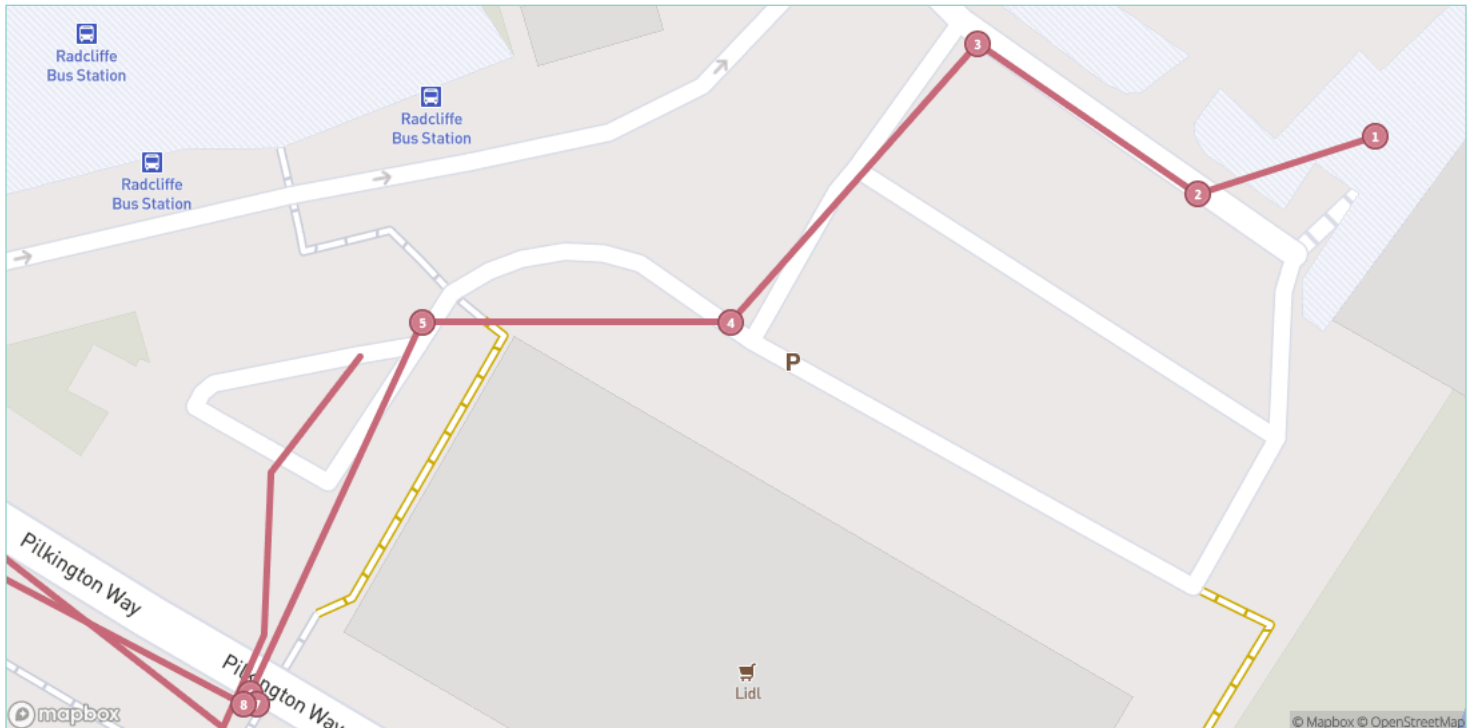 Radcliffe
Bus Station
Radcliffe
Bus Station
Radcliffe
Bus Station
3
1
2
5
4
P
Pilkington Way
Pilkington Way
8
7
Lidl
mapbox
© Mapbox © OpenStreetMap